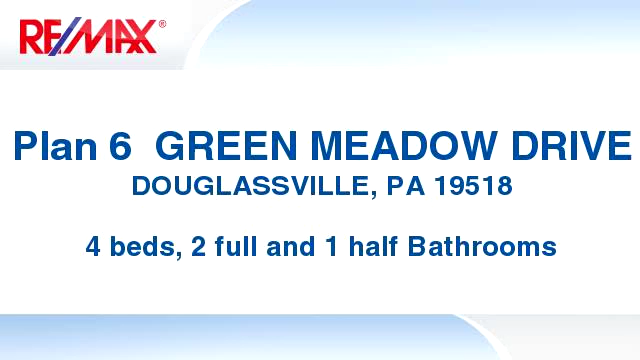 RE/MAX®
Plan 6 GREEN MEADOW DRIVE
DOUGLASSVILLE, PA 19518
4 beds, 2 full and 1 half Bathrooms